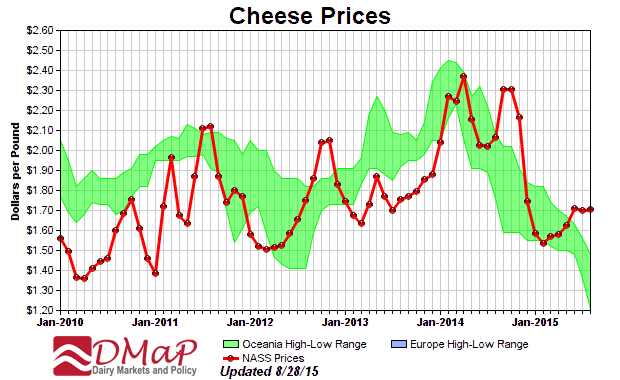 Cheese Prices
Dollars per Pound
$2.60
$2.50
$2.40
$2.30
$2.20
$2.10
$2.00
$1.90
$1.80
$1.70
$1.60
$1.50
$1.40
$1.30
$1.20
Jan-2010 Jan-2011 Jan-2012 Jan-2013 Jan-2014 Jan-2015
DMaP
Dairy Markets and Policy
Oceania High-Low Range Europe High-Low Range
NASS Prices
Updated 8/28/15